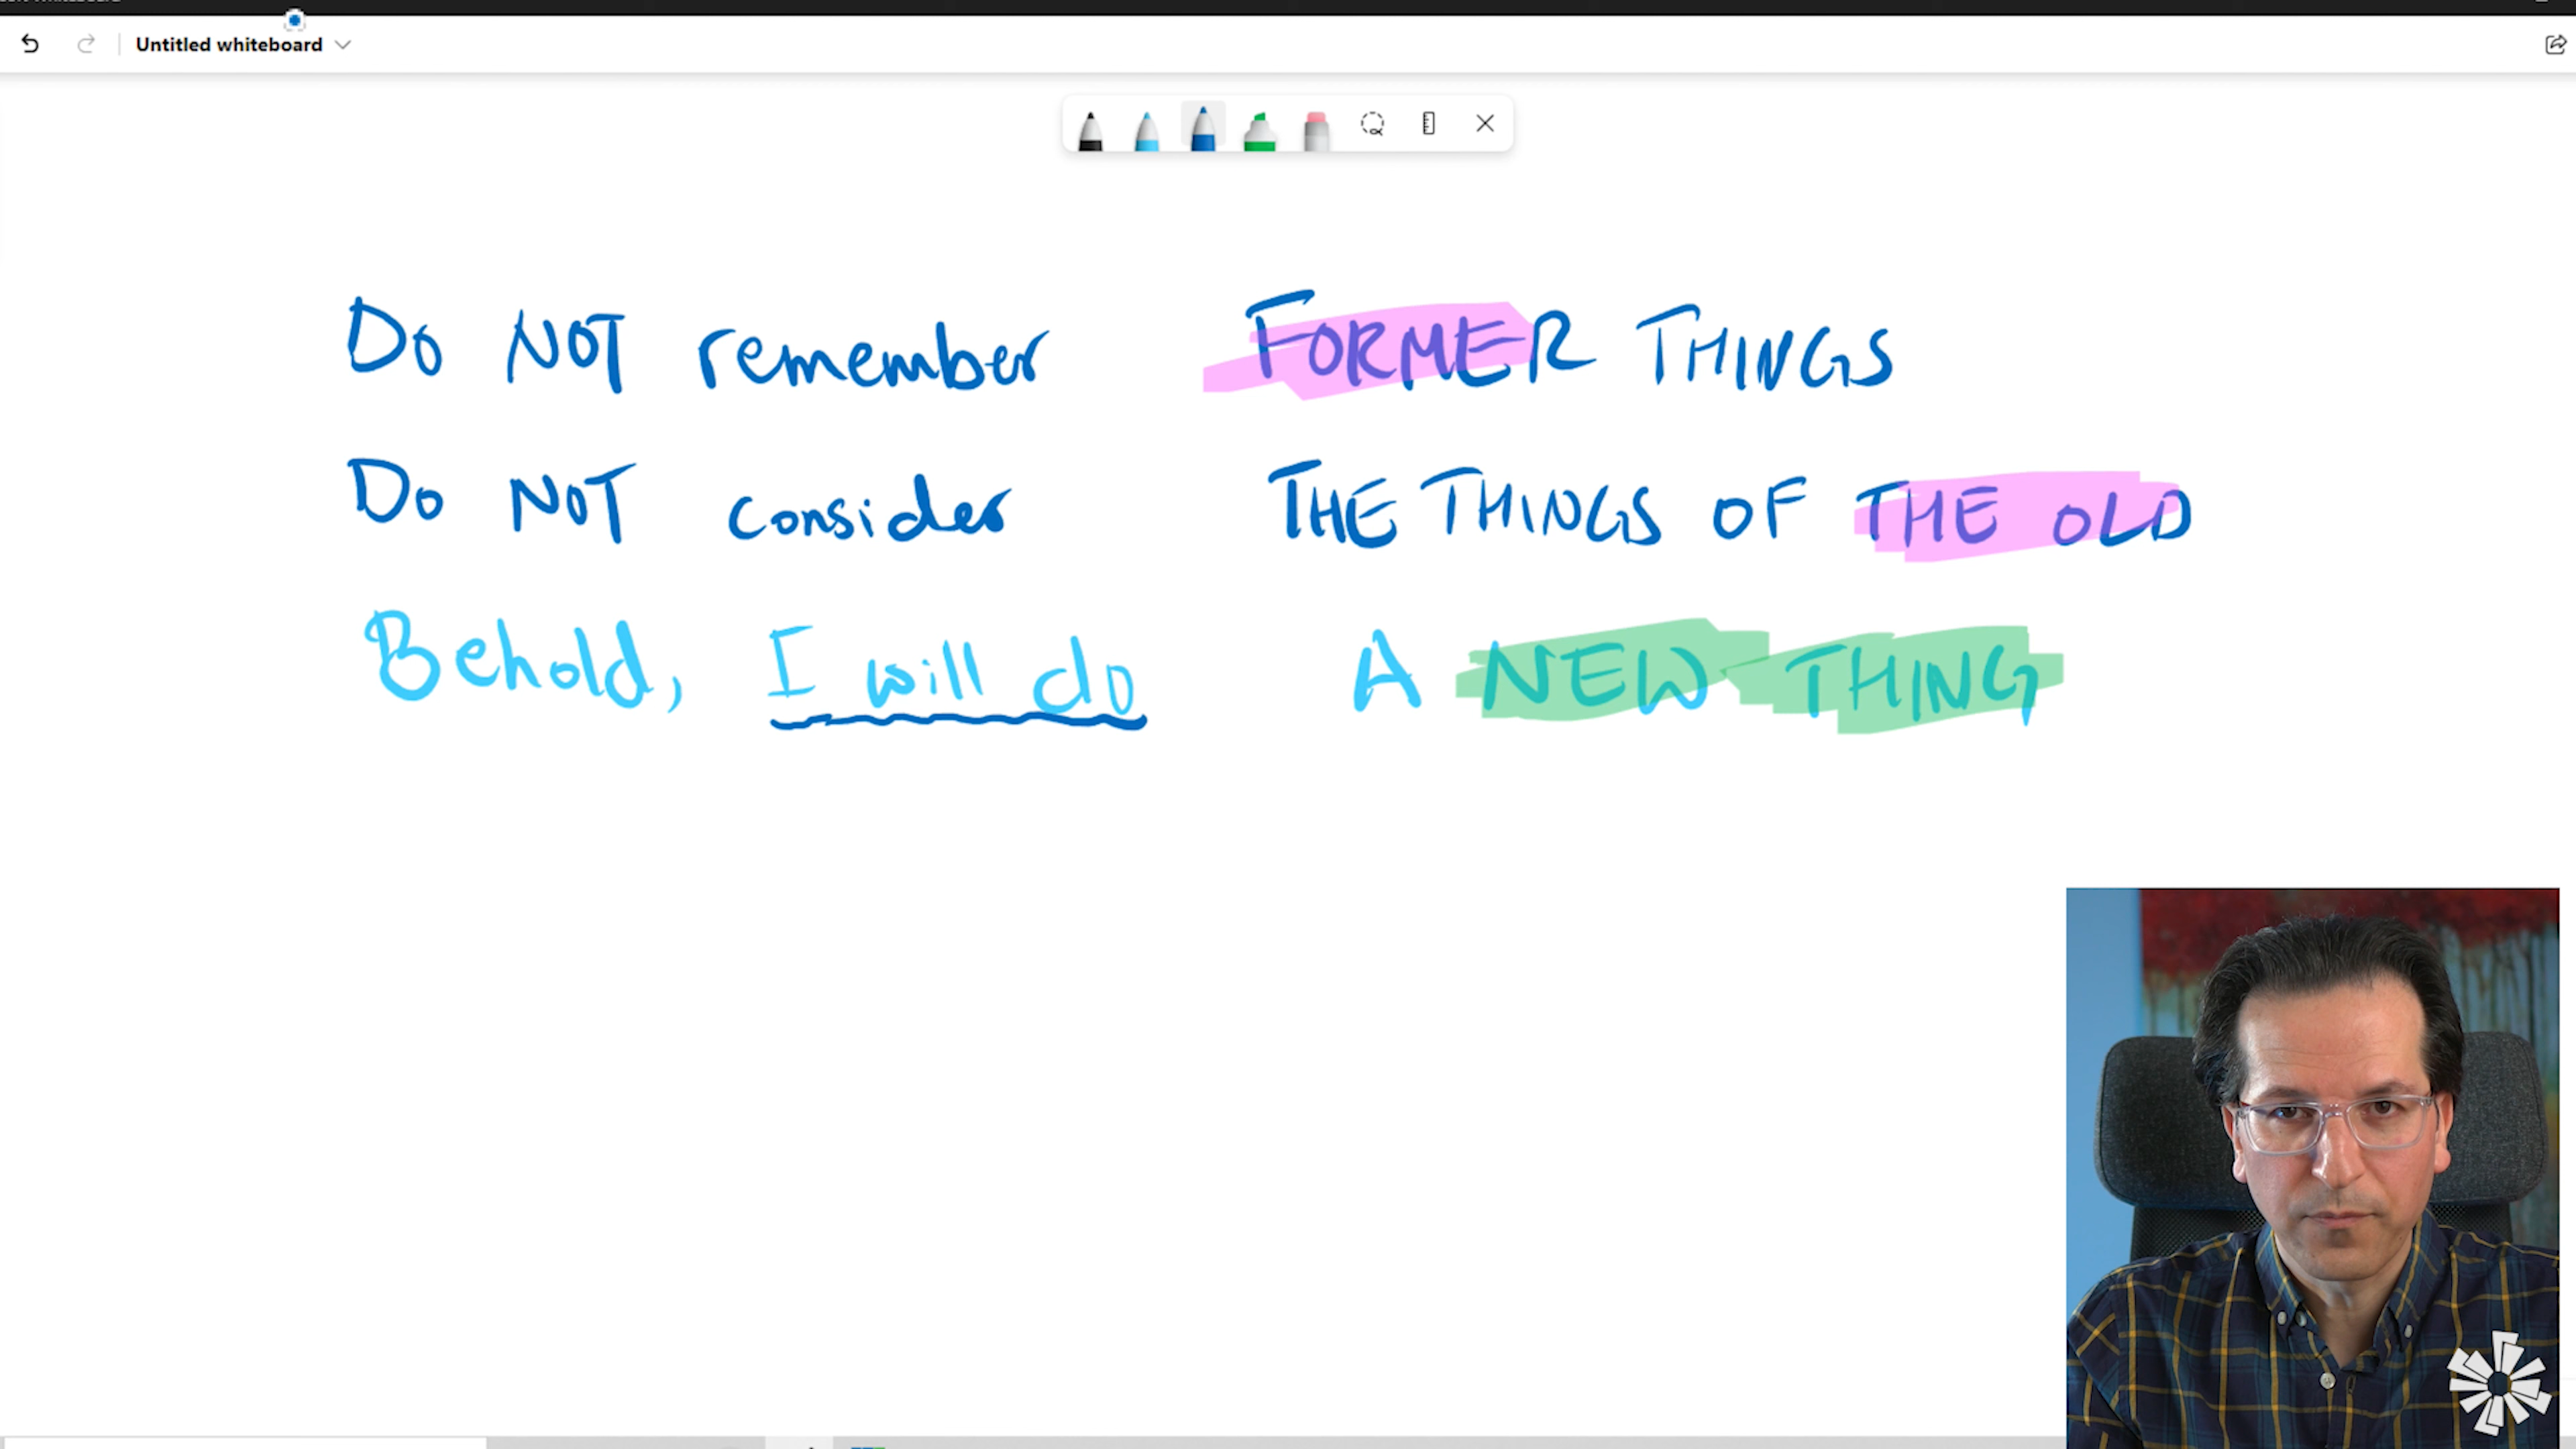 Untitled whiteboard
Do NOT remember FORMER THINGS
Do NOT consider THE THINGS OF THE OLD
Behold, I will do A NEW THING